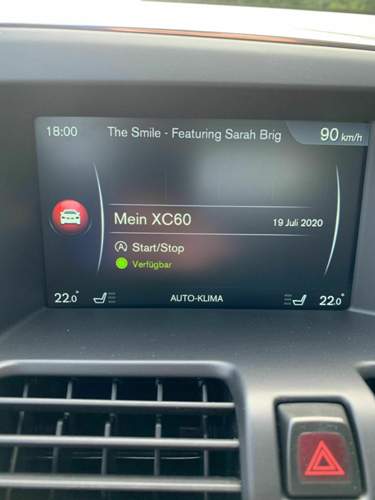 18:00 The Smile - Featuring Sarah Brig 90 km/h
Mein XC60 19 Juli 2020
A Start/Stop
Verfügbar
22.0 AUTO-KLIMA 22.0